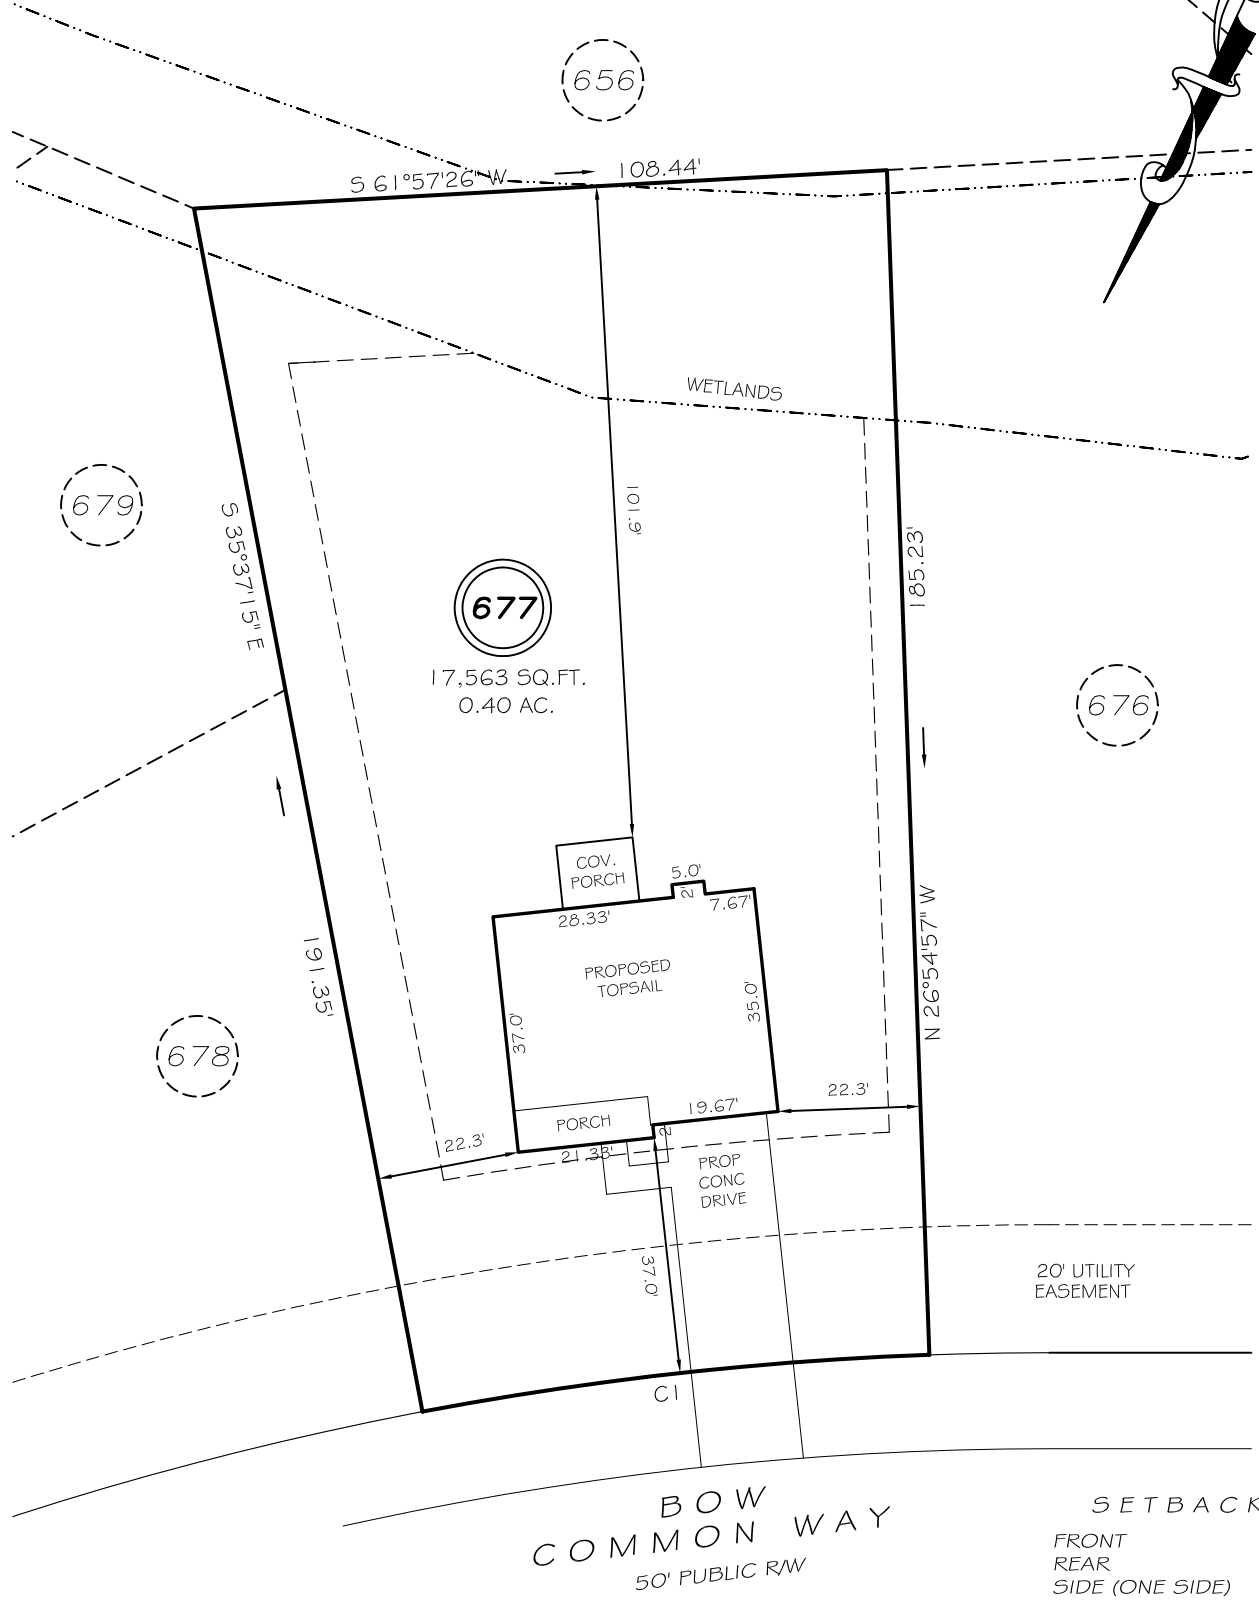 656
S 61°57'26" W
108.44'
WETLANDS
679
S 35°37'15" E
101.9'
185.23'
677
17,563 SQ.FT.
0.40 AC.
676
COV.
PORCH
5.0'
2'
7.67'
28.33'
PROPOSED
TOPSAIL
37.0'
35.0'
N 26°54'57" W
191.35'
678
PORCH
19.67'
2'
22.3'
22.3'
21.33'
PROP
CONC
DRIVE
37.0'
20' UTILITY
EASEMENT
C1
BOW
COMMON WAY
50' PUBLIC R/W
SETBACK
FRONT
REAR
SIDE (ONE SIDE)